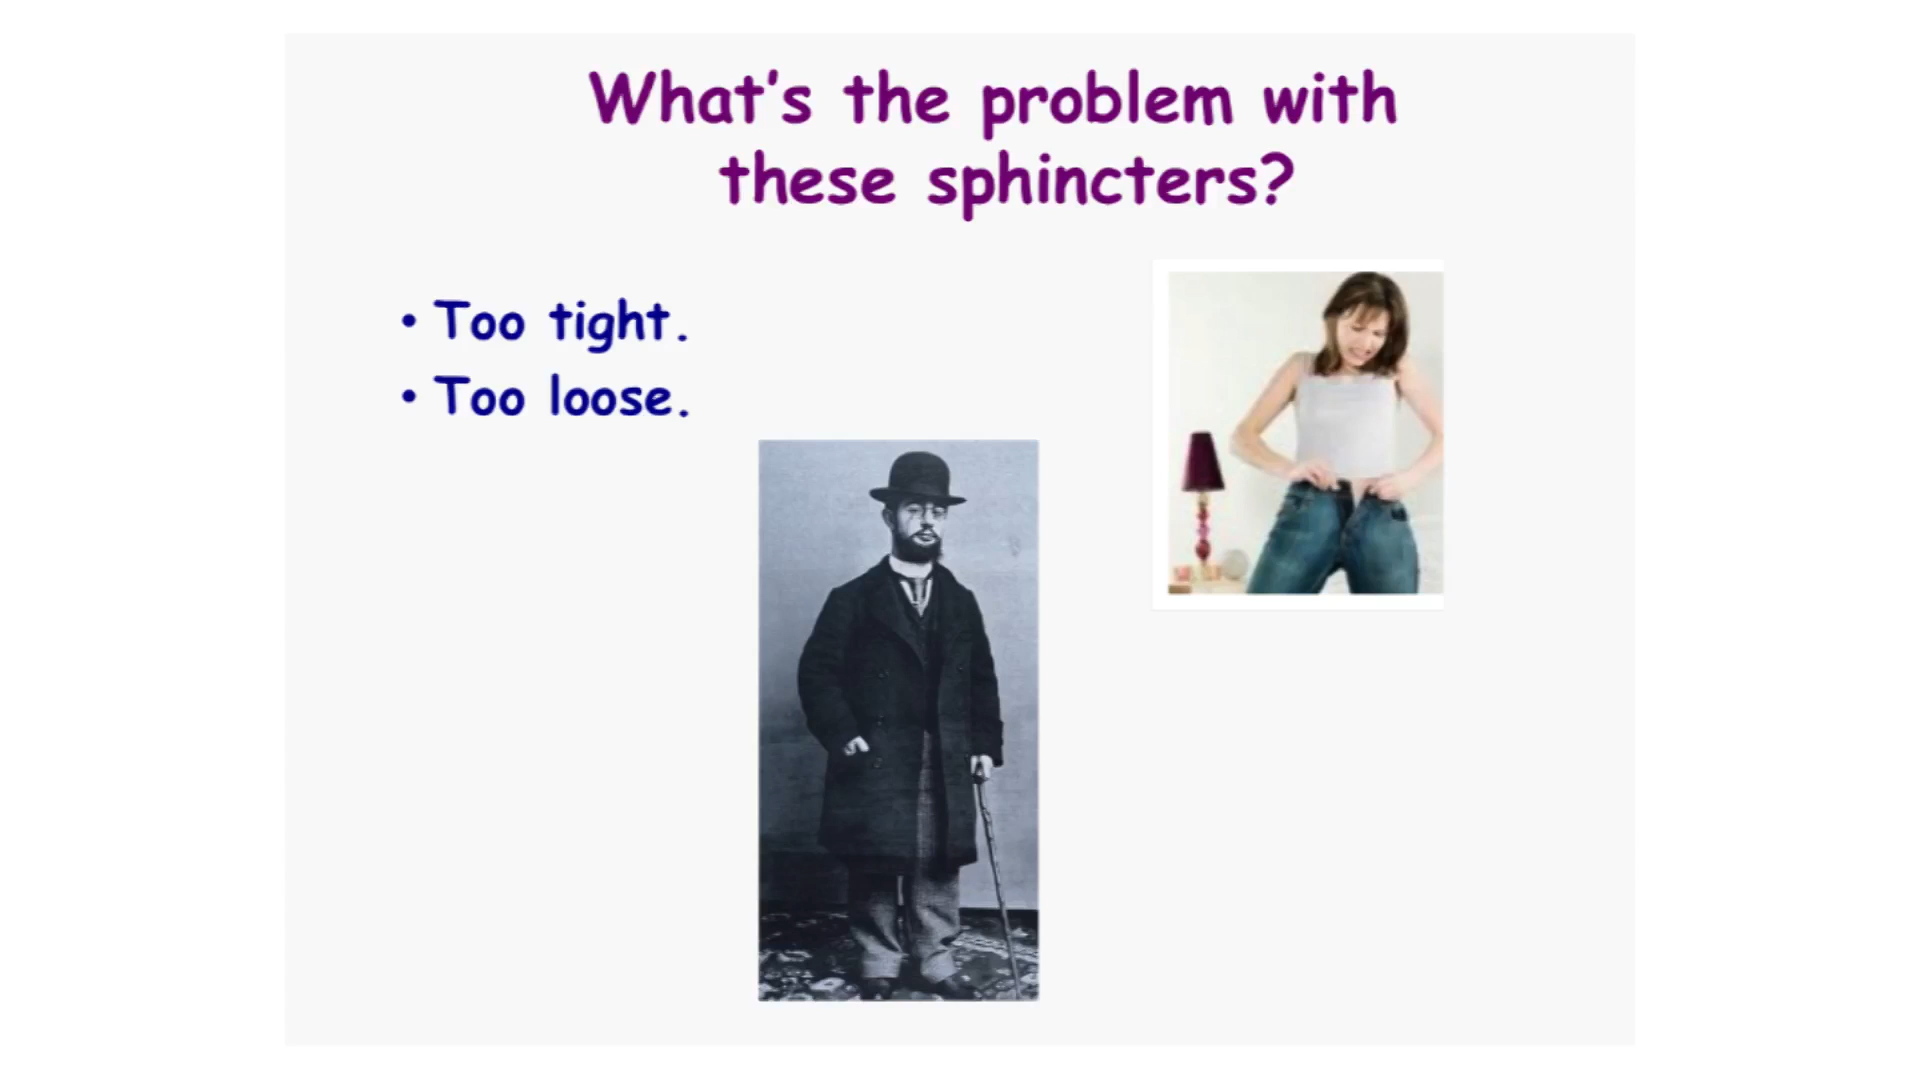 What's the problem with
these sphincters?
• Too tight.
• Too loose.